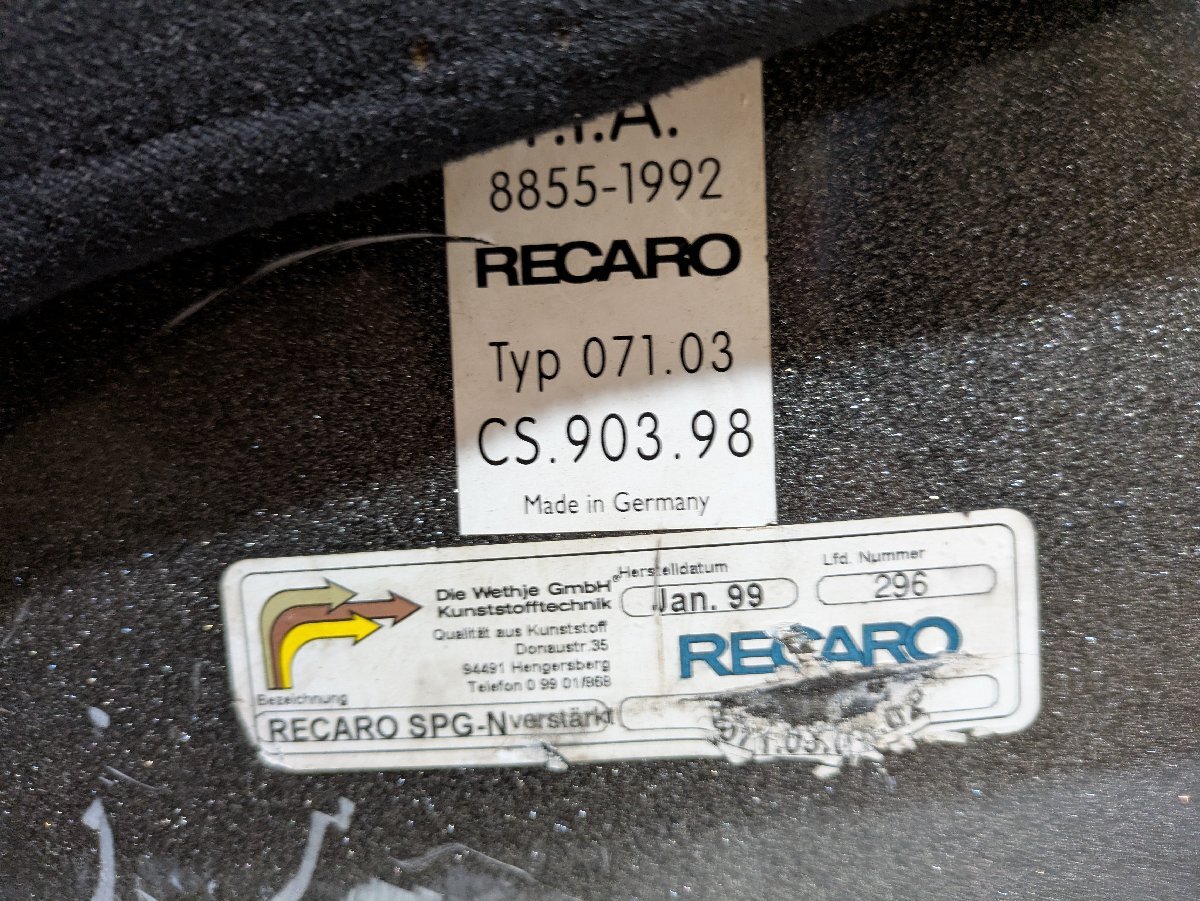 F.I.A.
8855-1992
RECARO
Typ 071.03
CS.903.98
Made in Germany
Die Wethje GmbH®
Kunststofftechnik
Qualität aus Kunststoff
Donaustr.35
94491 Hengersberg
Telefon 0 99 01/868
Herstelldatum
Jan. 99
Lfd. Nummer
296
RECARO
Bezeichnung
RECARO SPG-N verstärkt